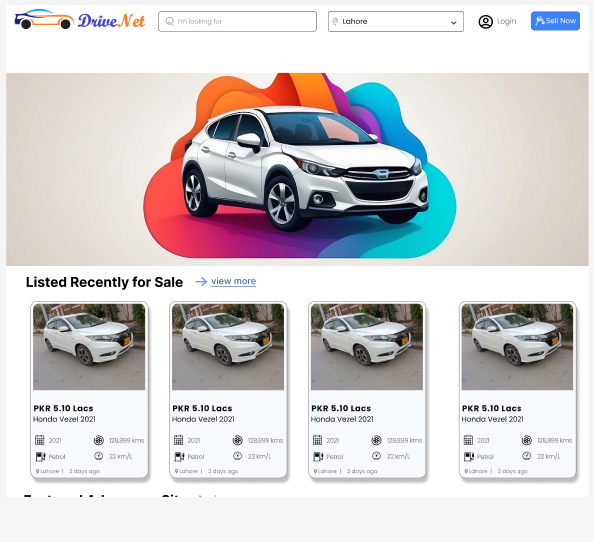 DriveNet I'm looking for Lahore Login Sell Now
Listed Recently for Sale view more
PKR 5.10 Lacs PKR 5.10 Lacs PKR 5.10 Lacs PKR 5.10 Lacs
Honda Vezel 2021 Honda Vezel 2021 Honda Vezel 2021 Honda Vezel 2021
2021 128,899 kms 2021 128,899 kms 2021 128,899 kms 2021 128,899 kms
Petrol 22 km/L Petrol 22 km/L Petrol 22 km/L Petrol 22 km/L
Lahore | 2 days ago Lahore | 2 days ago Lahore | 2 days ago Lahore | 2 days ago